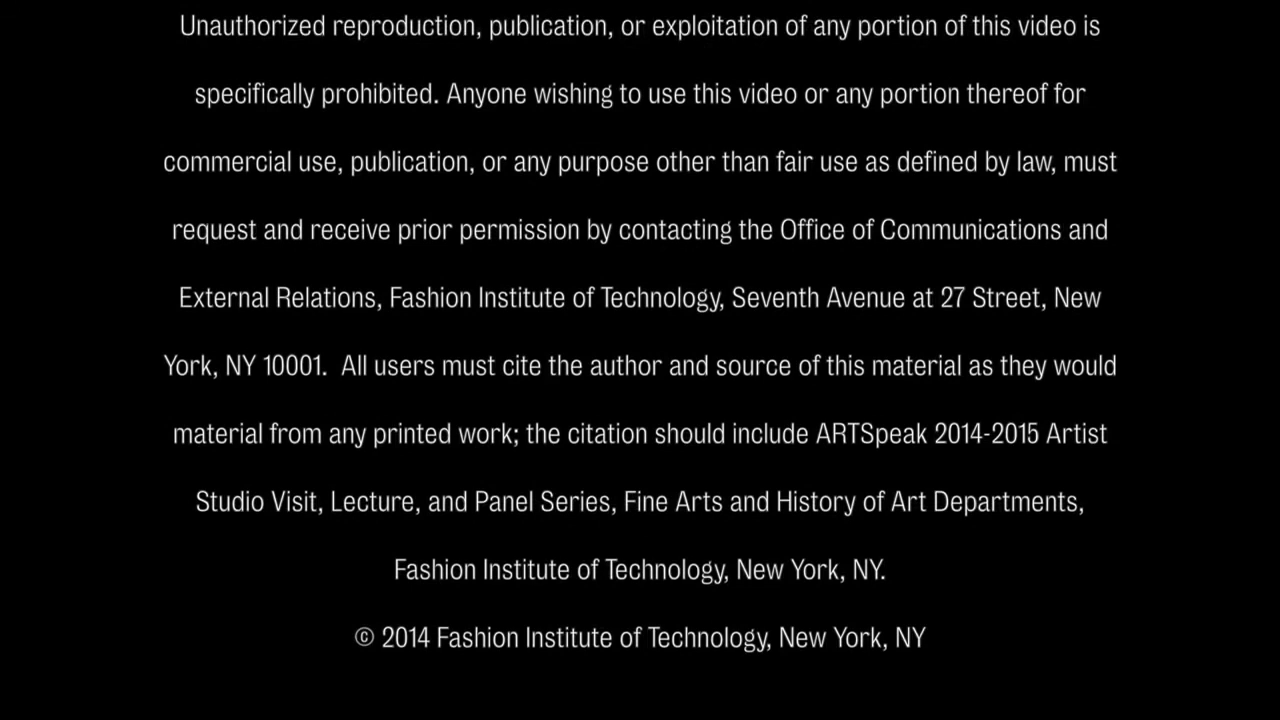 Unauthorized reproduction, publication, or exploitation of any portion of this video is
specifically prohibited. Anyone wishing to use this video or any portion thereof for
commercial use, publication, or any purpose other than fair use as defined by law, must
request and receive prior permission by contacting the Office of Communications and
External Relations, Fashion Institute of Technology, Seventh Avenue at 27 Street, New
York, NY 10001.  All users must cite the author and source of this material as they would
material from any printed work; the citation should include ARTSpeak 2014-2015 Artist
Studio Visit, Lecture, and Panel Series, Fine Arts and History of Art Departments,
Fashion Institute of Technology, New York, NY.
© 2014 Fashion Institute of Technology, New York, NY